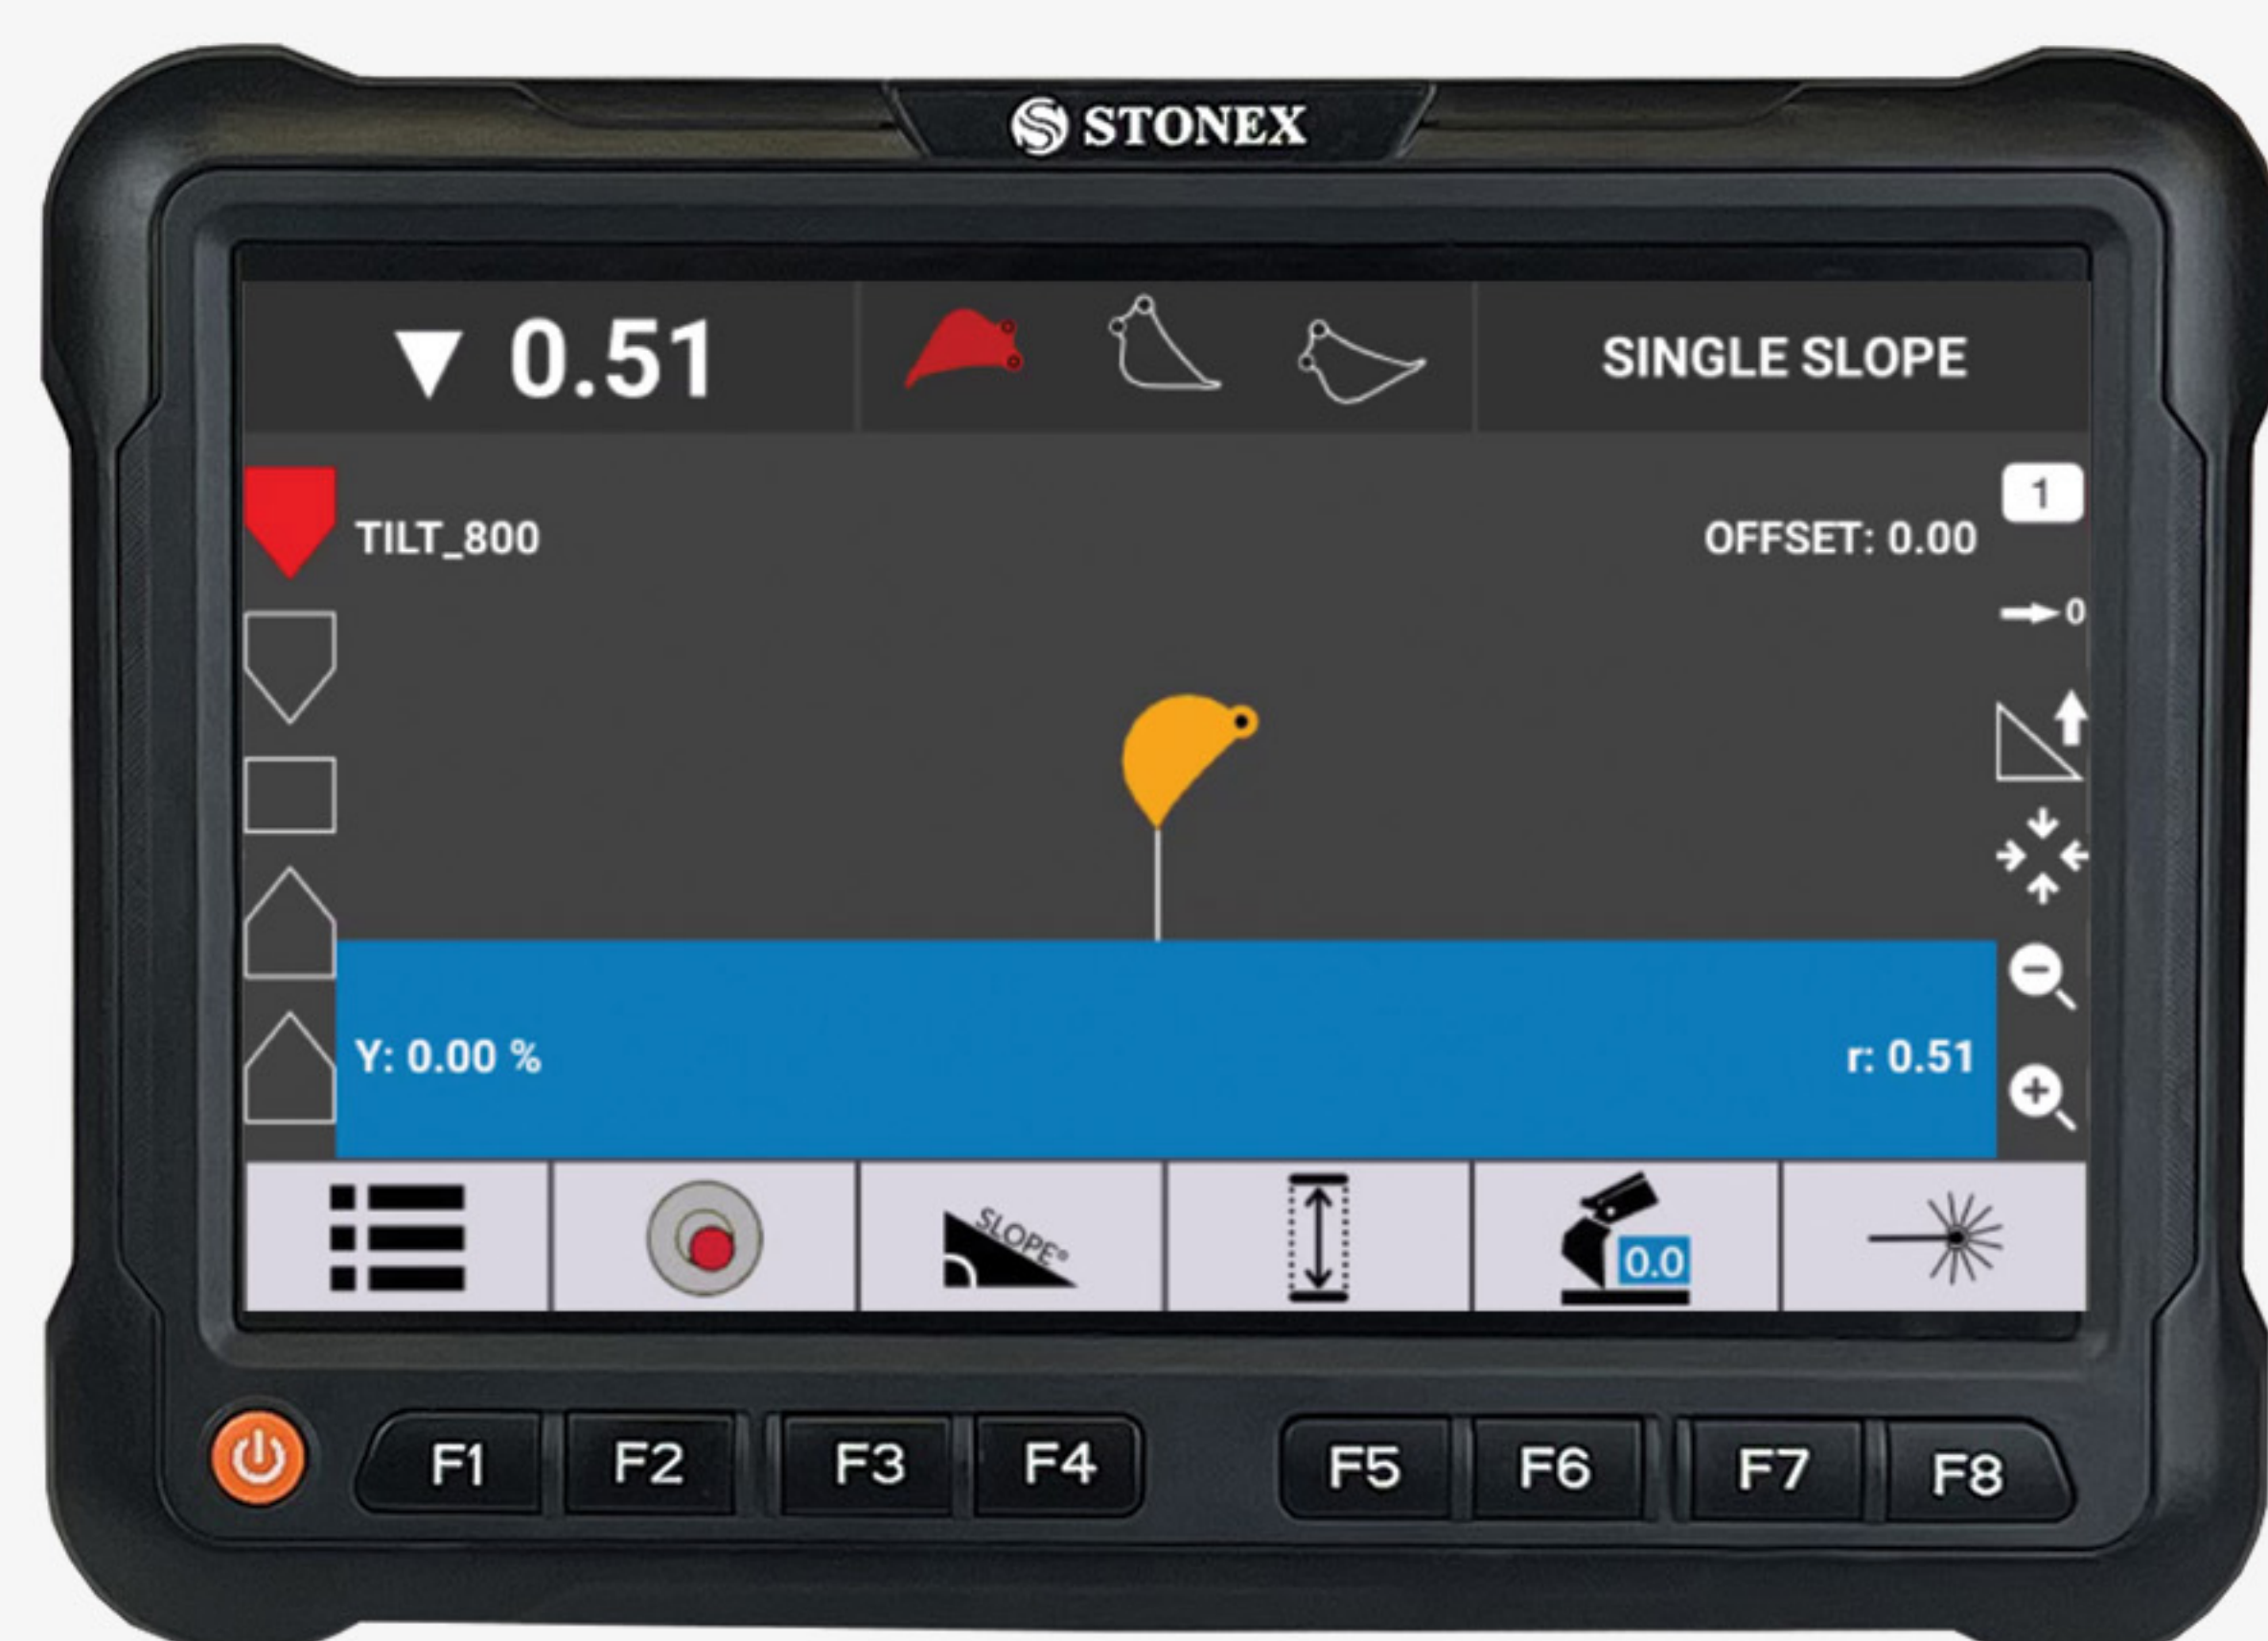 STONEX
▼ 0.51
SINGLE SLOPE
TILT_800
OFFSET: 0.00
1
0
Y: 0.00 %
r: 0.51
SLOPE°
0.0
F1 F2 F3 F4 F5 F6 F7 F8